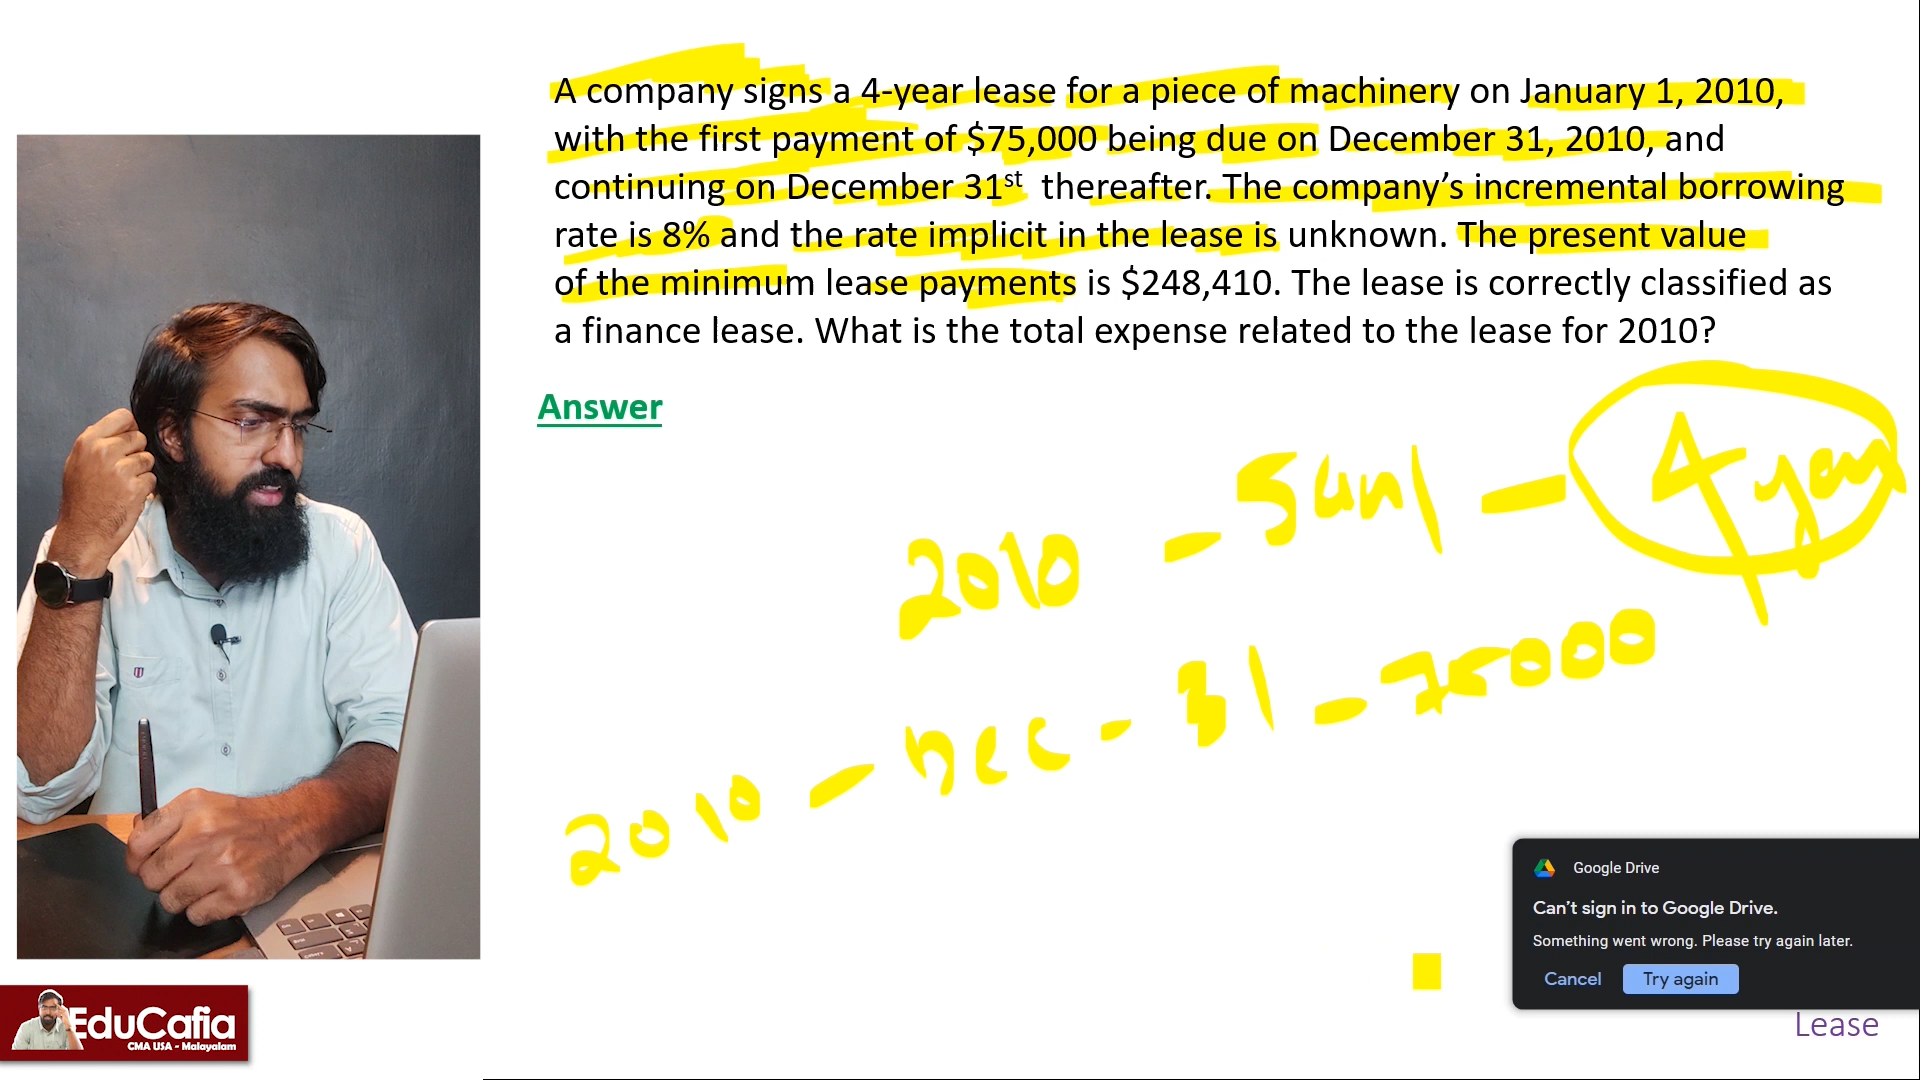 A company signs a 4-year lease for a piece of machinery on January 1, 2010,
with the first payment of $75,000 being due on December 31, 2010, and
continuing on December 31st thereafter. The company’s incremental borrowing
rate is 8% and the rate implicit in the lease is unknown. The present value
of the minimum lease payments is $248,410. The lease is correctly classified as
a finance lease. What is the total expense related to the lease for 2010?
Answer
2010 - Jan 1 - 4 year
2010 - Dec - 31 - 75000
Google Drive
Can’t sign in to Google Drive.
Something went wrong. Please try again later.
Cancel Try again
Lease
EduCafia
CMA USA - Malayalam